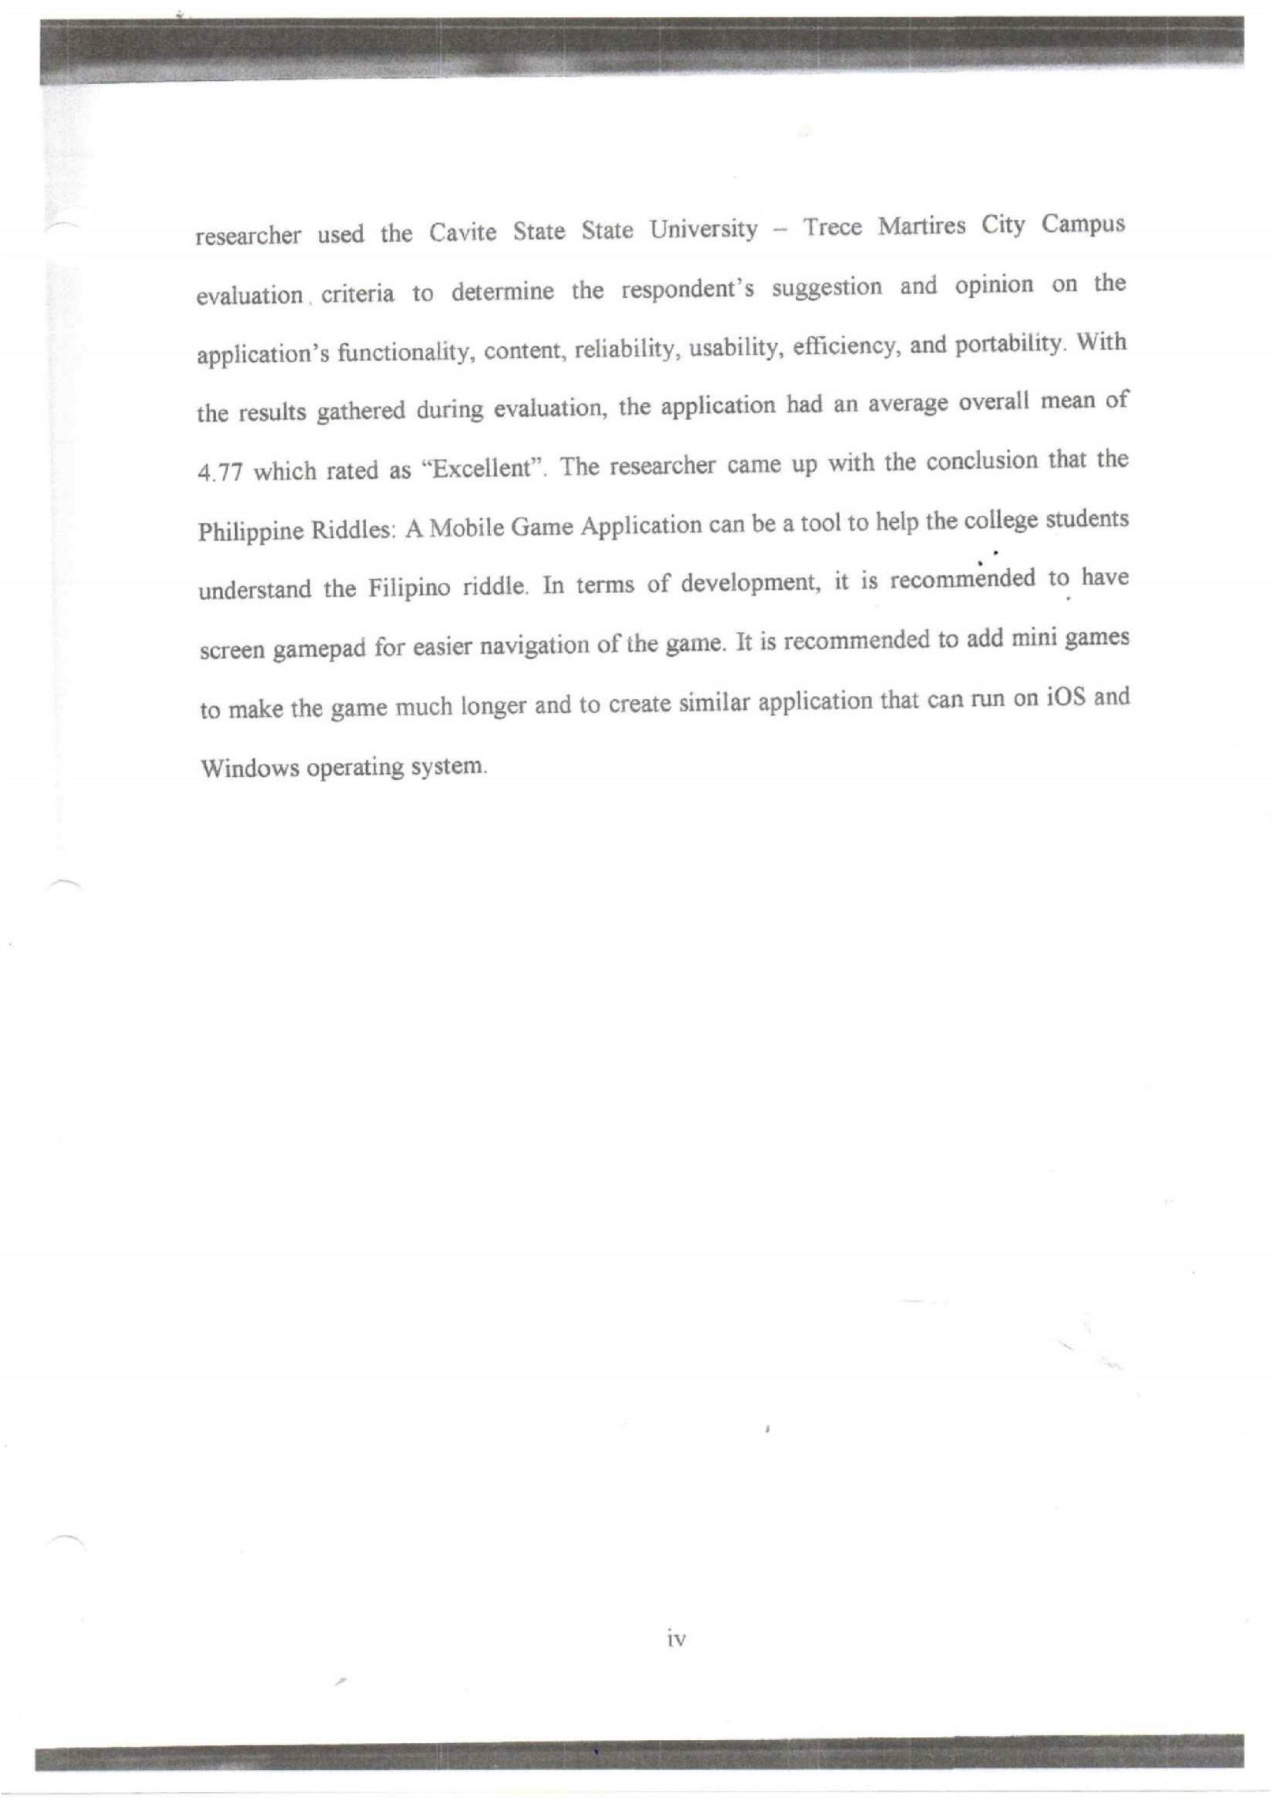 researcher used the Cavite State State University – Trece Martires City Campus
evaluation criteria to determine the respondent's suggestion and opinion on the
application's functionality, content, reliability, usability, efficiency, and portability. With
the results gathered during evaluation, the application had an average overall mean of
4.77 which rated as “Excellent”. The researcher came up with the conclusion that the
Philippine Riddles: A Mobile Game Application can be a tool to help the college students
understand the Filipino riddle. In terms of development, it is recommended to have
screen gamepad for easier navigation of the game. It is recommended to add mini games
to make the game much longer and to create similar application that can run on iOS and
Windows operating system.
iv